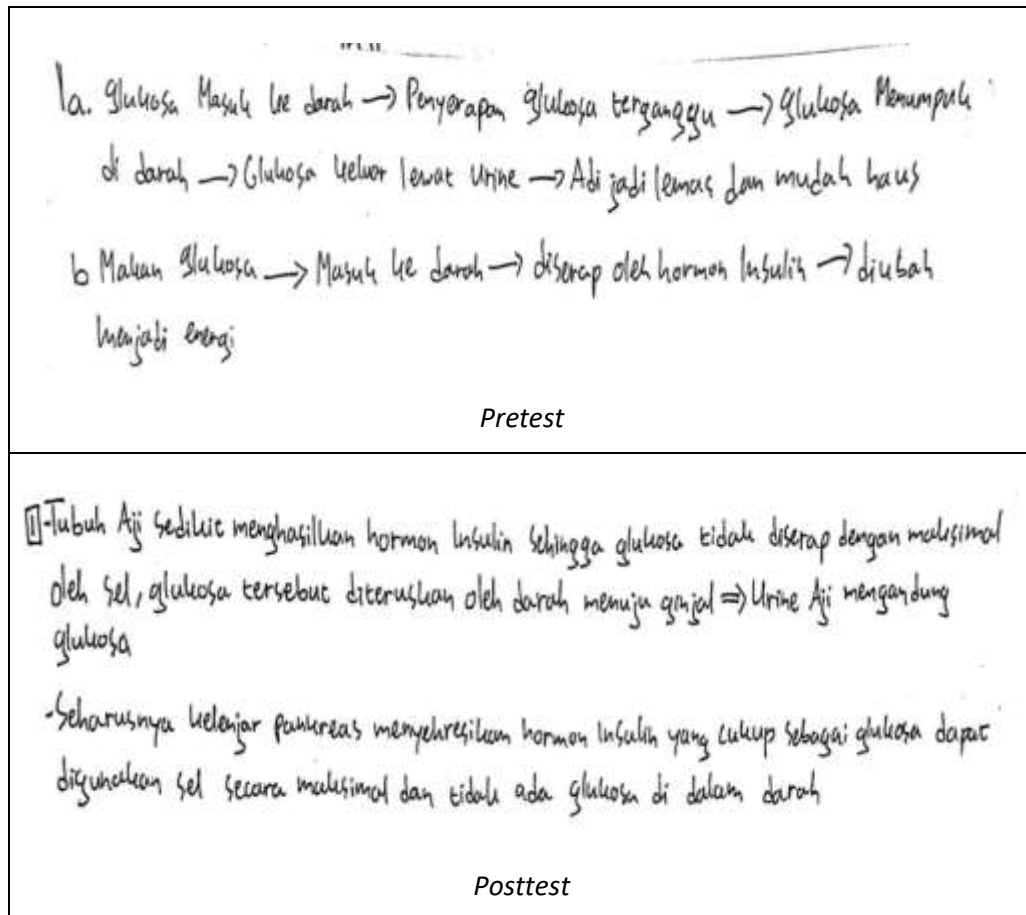 1a. Glukosa Masuk ke darah → Penyerapan glukosa terganggu → Glukosa Menumpuk
di darah → Glukosa keluar lewat urine → Adi jadi lemas dan mudah haus
b Makan Glukosa → Masuk ke darah → diserap oleh hormon Insulin → diubah
menjadi energi
Pretest
1 - Tubuh Aji sedikit menghasilkan hormon Insulin sehingga glukosa tidak diserap dengan maksimal
oleh sel, glukosa tersebut diteruskan oleh darah menuju ginjal ⇒ Urine Aji mengandung
glukosa
- Seharusnya kelenjar pankreas menyekresikan hormon Insulin yang cukup sebagai glukosa dapat
digunakan sel secara maksimal dan tidak ada glukosa di dalam darah
Posttest